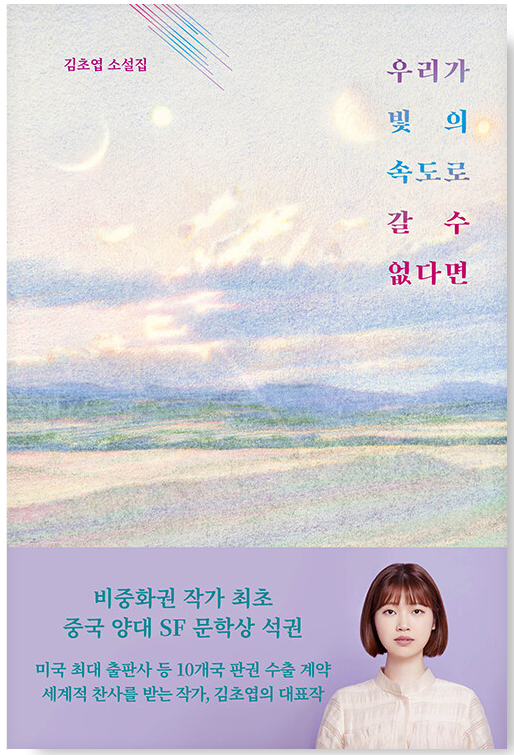 김초엽 소설집
우리가
빛의
속도로
갈 수
없다면
비중화권 작가 최초
중국 양대 SF 문학상 석권
미국 최대 출판사 등 10개국 판권 수출 계약
세계적 찬사를 받는 작가, 김초엽의 대표작